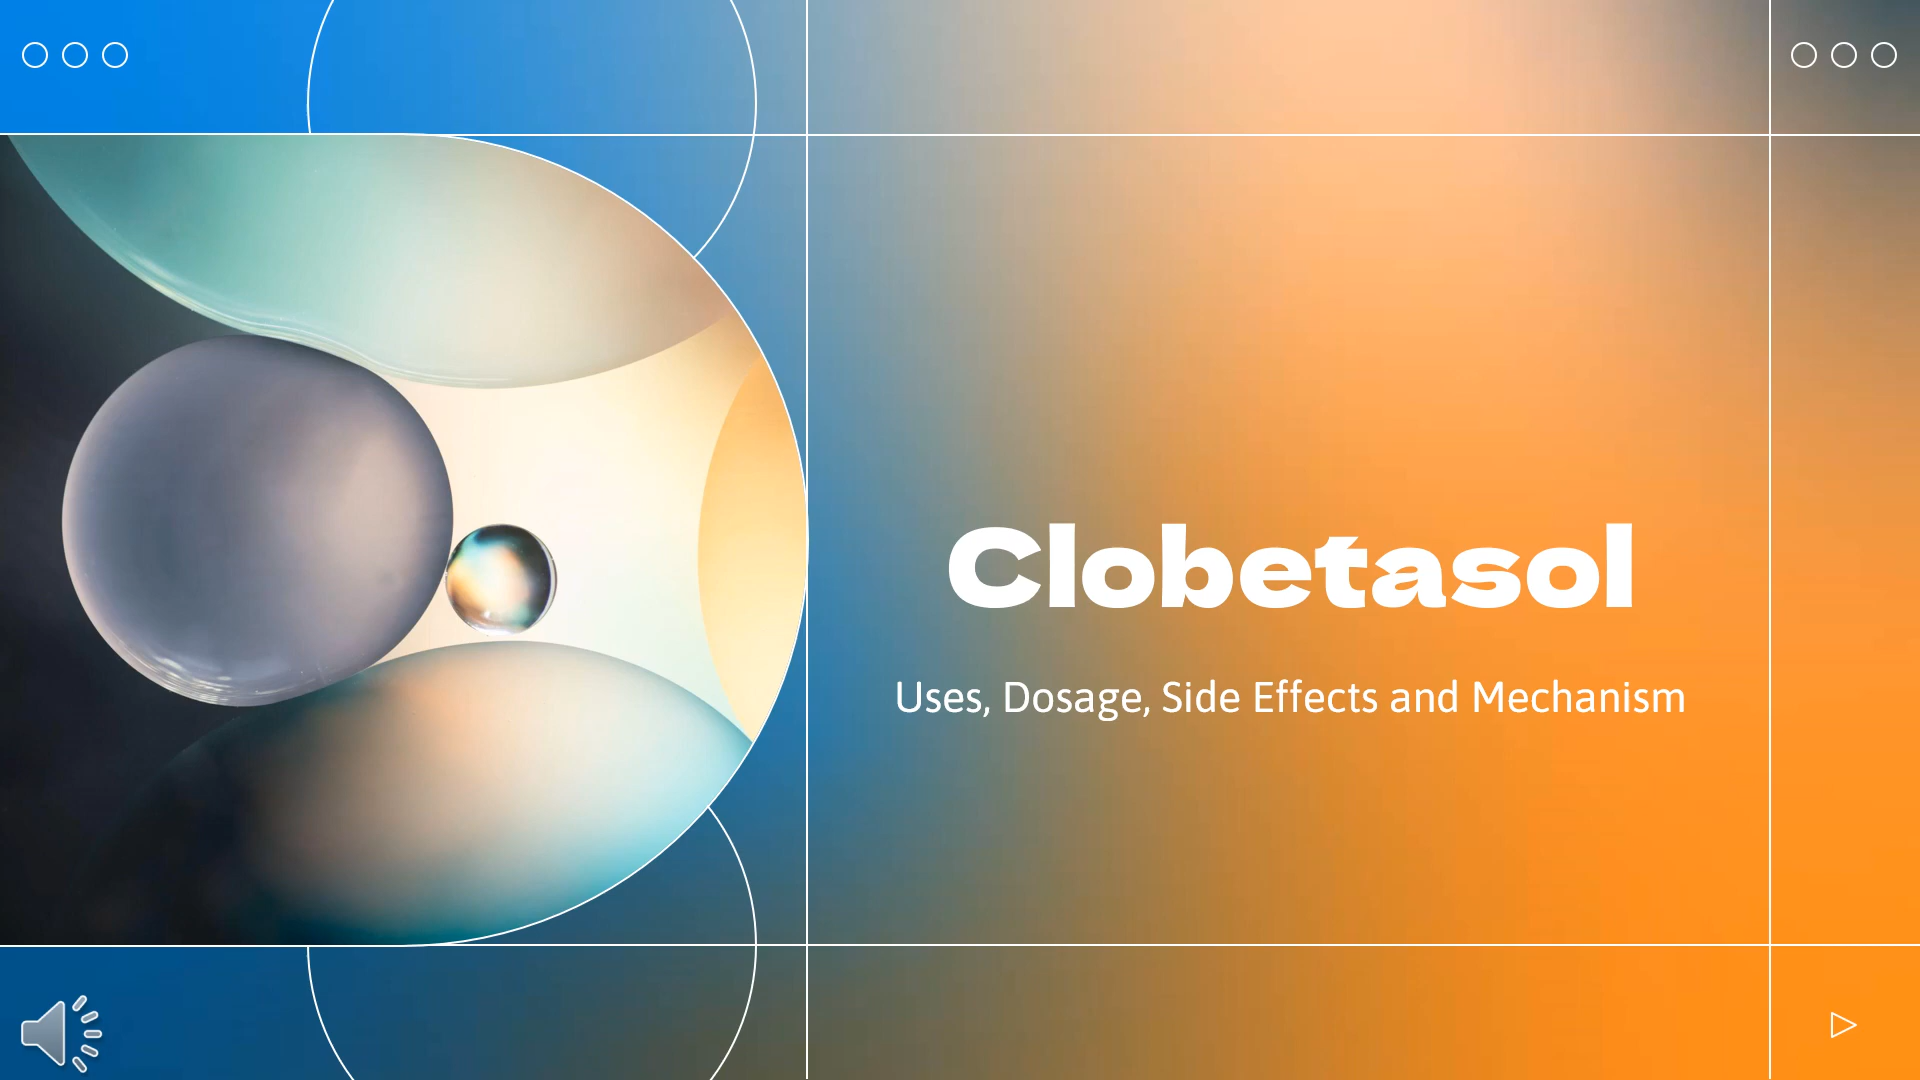 Clobetasol
Uses, Dosage, Side Effects and Mechanism